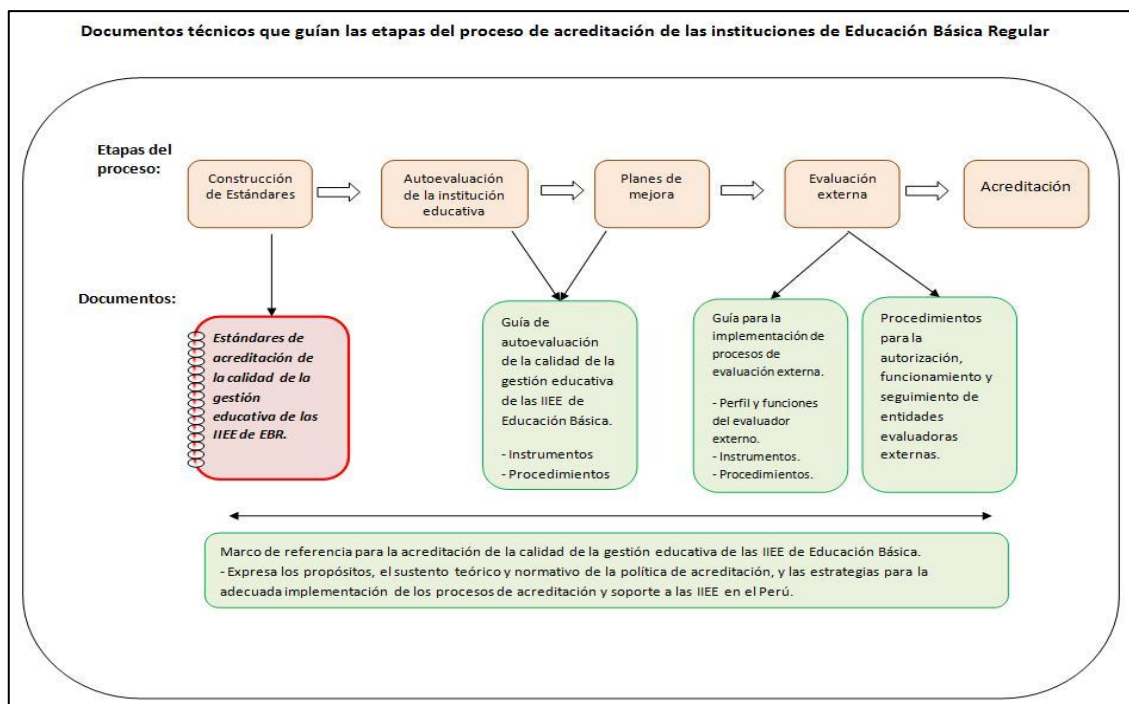 Documentos técnicos que guían las etapas del proceso de acreditación de las instituciones de Educación Básica Regular
Etapas del
proceso:
Construcción
de Estándares
Autoevaluación
de la institución
educativa
Planes de
mejora
Evaluación
externa
Acreditación
Documentos:
Estándares de
acreditación de
la calidad de la
gestión
educativa de las
IIEE de EBR.
Guía de
autoevaluación
de la calidad de la
gestión educativa
de las IIEE de
Educación Básica.
- Instrumentos
- Procedimientos
Guía para la
implementación de
procesos de
evaluación externa.
- Perfil y funciones
del evaluador
externo.
- Instrumentos.
- Procedimientos.
Procedimientos
para la
autorización,
funcionamiento y
seguimiento de
entidades
evaluadoras
externas.
Marco de referencia para la acreditación de la calidad de la gestión educativa de las IIEE de Educación Básica.
- Expresa los propósitos, el sustento teórico y normativo de la política de acreditación, y las estrategias para la
adecuada implementación de los procesos de acreditación y soporte a las IIEE en el Perú.